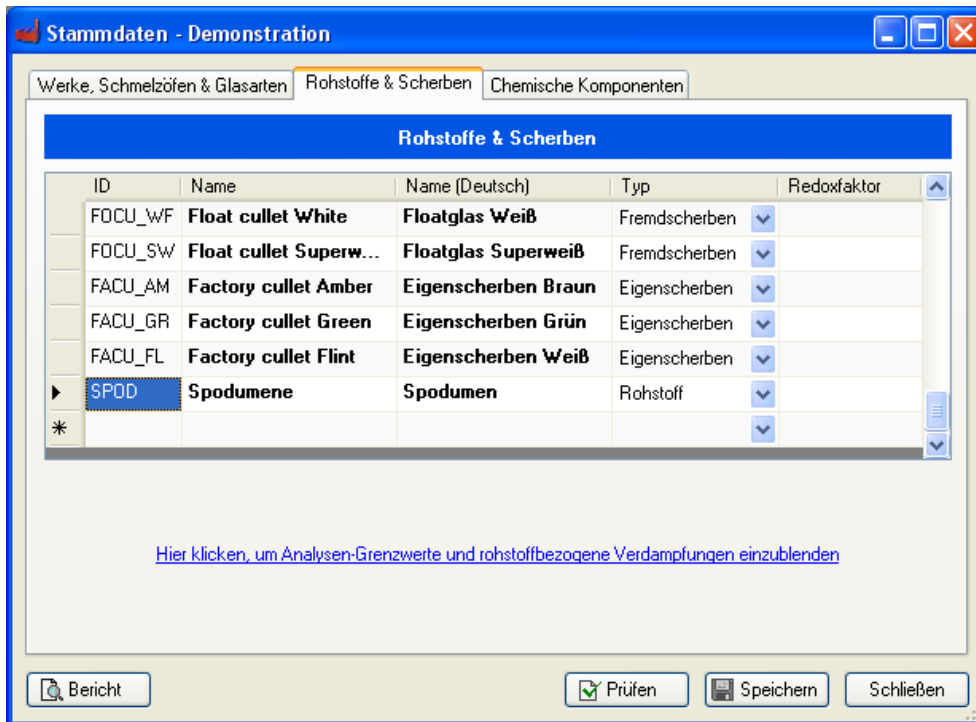 Stammdaten - Demonstration
Werke, Schmelzöfen & Glasarten Rohstoffe & Scherben Chemische Komponenten
Rohstoffe & Scherben
ID Name Name (Deutsch) Typ Redoxfaktor
FOCU_WF Float cullet White Floatglas Weiß Fremdscherben
FOCU_SW Float cullet Superw... Floatglas Superweiß Fremdscherben
FACU_AM Factory cullet Amber Eigenscherben Braun Eigenscherben
FACU_GR Factory cullet Green Eigenscherben Grün Eigenscherben
FACU_FL Factory cullet Flint Eigenscherben Weiß Eigenscherben
SPOD Spodumene Spodumen Rohstoff
Hier klicken, um Analysen-Grenzwerte und rohstoffbezogene Verdampfungen einzublenden
Bericht Prüfen Speichern Schließen